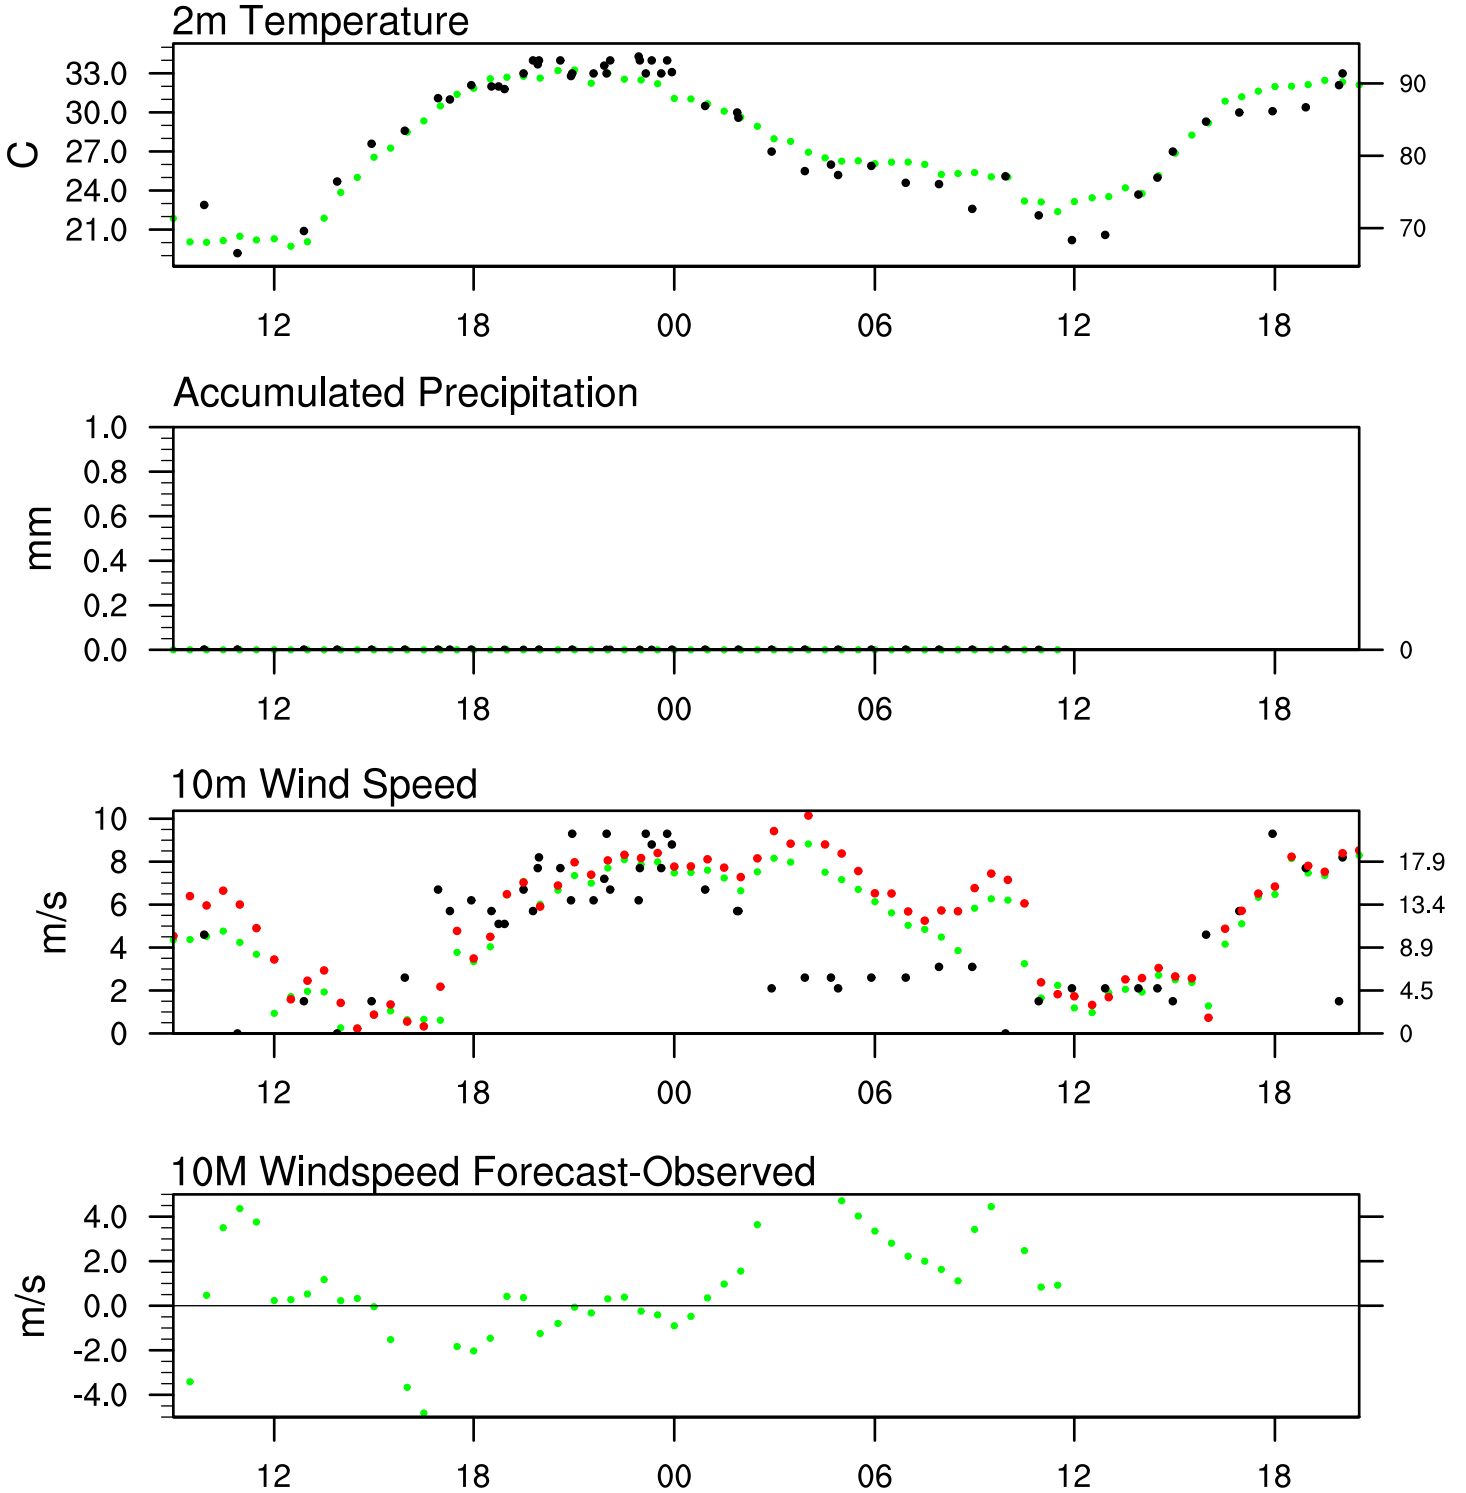 2m Temperature
C
33.0
30.0
27.0
24.0
21.0
90
80
70
12 18 00 06 12 18
Accumulated Precipitation
mm
1.0
0.8
0.6
0.4
0.2
0.0
0
12 18 00 06 12 18
10m Wind Speed
m/s
10
8
6
4
2
0
17.9
13.4
8.9
4.5
0
12 18 00 06 12 18
10M Windspeed Forecast-Observed
m/s
4.0
2.0
0.0
-2.0
-4.0
12 18 00 06 12 18